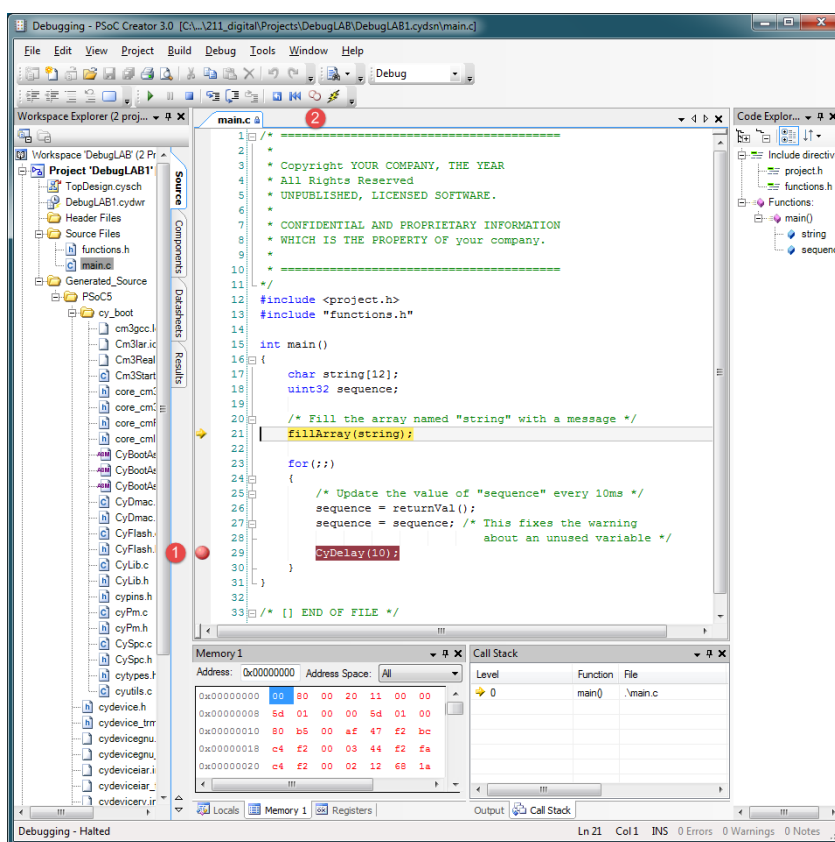 Debugging - PSoC Creator 3.0 [C:\...\211_digital\Projects\DebugLAB\DebugLAB1.cydsn\main.c]
File Edit View Project Build Debug Tools Window Help
Debug
Workspace Explorer (2 proj...
main.c
2
Code Explor...
Workspace 'DebugLAB' (2 Pr
Project 'DebugLAB1'
TopDesign.cysch
DebugLAB1.cydwr
Header Files
Source Files
functions.h
main.c
Generated_Source
PSoC5
cy_boot
cm3gcc.l
Cm3Iar.ic
Cm3Real
Cm3Start
core_cm3
core_cm3
core_cmF
core_cmI
CyBootAs
CyBootAs
CyBootAs
CyDmac.
CyDmac.
CyFlash.
CyFlash.
CyLib.c
CyLib.h
cypins.h
cyPm.c
cyPm.h
CySpc.c
CySpc.h
cytypes.h
cyutils.c
cydevice.h
cydevice_trm
cydevicegnu.
cydevicegnu_
cydeviceiar.i
cydeviceiar_
cydevicerv.in
Source
Components
Datasheets
Results
1 /* ==========================================
2 *
3 * Copyright YOUR COMPANY, THE YEAR
4 * All Rights Reserved
5 * UNPUBLISHED, LICENSED SOFTWARE.
6 *
7 * CONFIDENTIAL AND PROPRIETARY INFORMATION
8 * WHICH IS THE PROPERTY OF your company.
9 *
10 * ==========================================
11 */
12 #include <project.h>
13 #include "functions.h"
14
15 int main()
16 {
17 char string[12];
18 uint32 sequence;
19
20 /* Fill the array named "string" with a message */
21 fillArray(string);
22
23 for(;;)
24 {
25 /* Update the value of "sequence" every 10ms */
26 sequence = returnVal();
27 sequence = sequence; /* This fixes the warning
28 about an unused variable */
1
29 CyDelay(10);
30 }
31 }
32
33 /* [] END OF FILE */
Include directiv
project.h
functions.h
Functions:
main()
string
sequenc
Memory 1
Address: 0x00000000 Address Space: All
0x00000000 00 80 00 20 11 00 00
0x00000008 5d 01 00 00 5d 01 00
0x00000010 80 b5 00 af 47 f2 bc
0x00000018 c4 f2 00 03 44 f2 fa
0x00000020 c4 f2 00 02 12 68 1a
Locals Memory 1 Registers
Call Stack
Level Function File
0 main() .\main.c
Output Call Stack
Debugging - Halted
Ln 21 Col 1 INS 0 Errors 0 Warnings 0 Notes